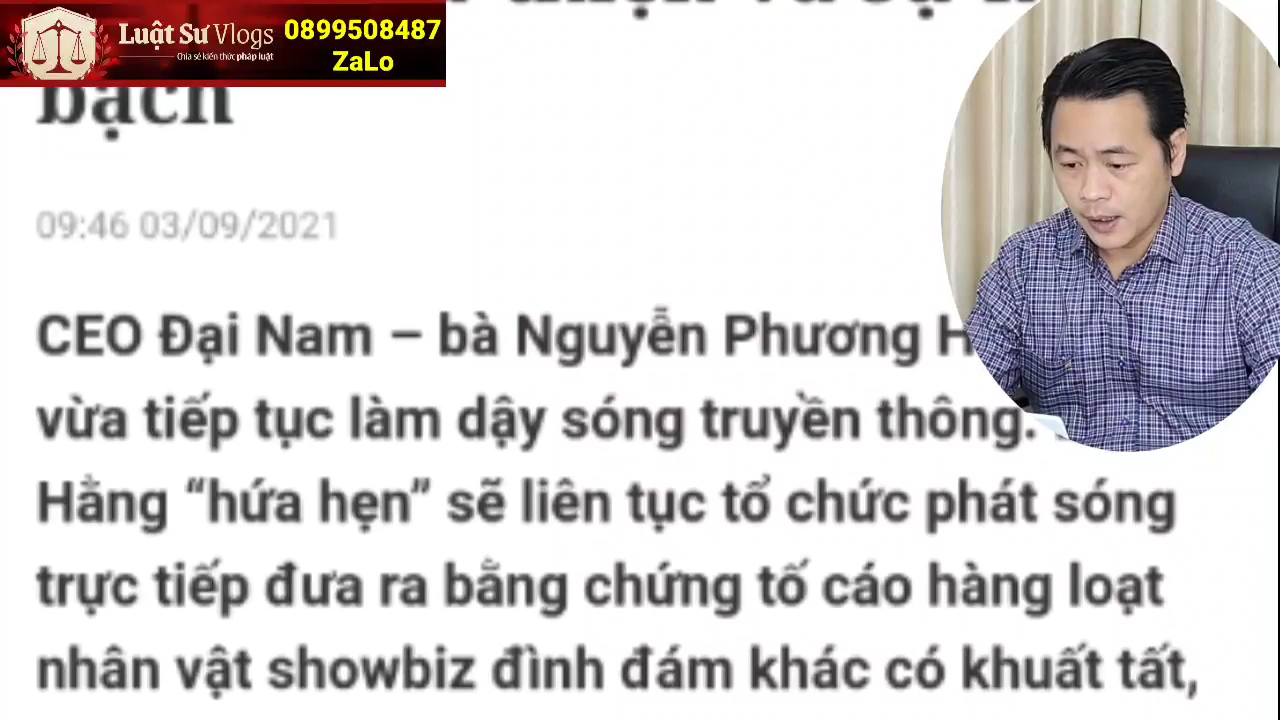 Luật Sư Vlogs
Chia sẻ kiến thức pháp luật
0899508487
ZaLo
bạch
09:46 03/09/2021
CEO Đại Nam – bà Nguyễn Phương H
vừa tiếp tục làm dậy sóng truyền thông.
Hằng “hứa hẹn” sẽ liên tục tổ chức phát sóng
trực tiếp đưa ra bằng chứng tố cáo hàng loạt
nhân vật showbiz đình đám khác có khuất tất,